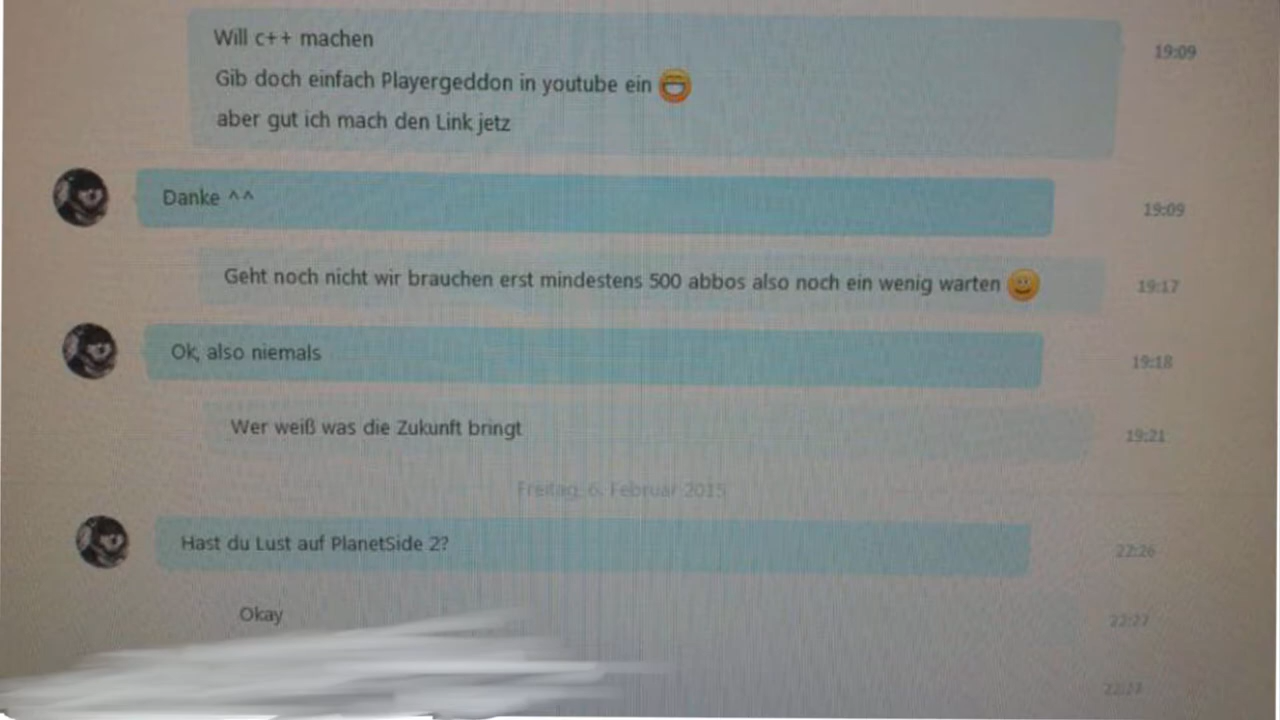 Will c++ machen
19:09
Gib doch einfach Playergeddon in youtube ein
aber gut ich mach den Link jetz
Danke ^^
19:09
Geht noch nicht wir brauchen erst mindestens 500 abbos also noch ein wenig warten
19:17
Ok, also niemals
19:18
Wer weiß was die Zukunft bringt
19:21
Freitag, 6. Februar 2015
Hast du Lust auf PlanetSide 2?
22:26
Okay
22:27